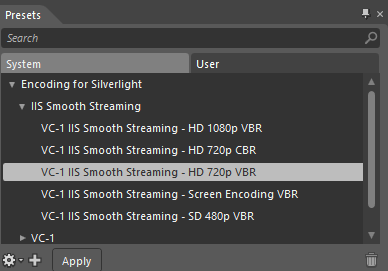 Presets
Search
System User
Encoding for Silverlight
IIS Smooth Streaming
VC-1 IIS Smooth Streaming - HD 1080p VBR
VC-1 IIS Smooth Streaming - HD 720p CBR
VC-1 IIS Smooth Streaming - HD 720p VBR
VC-1 IIS Smooth Streaming - Screen Encoding VBR
VC-1 IIS Smooth Streaming - SD 480p VBR
VC-1
Apply